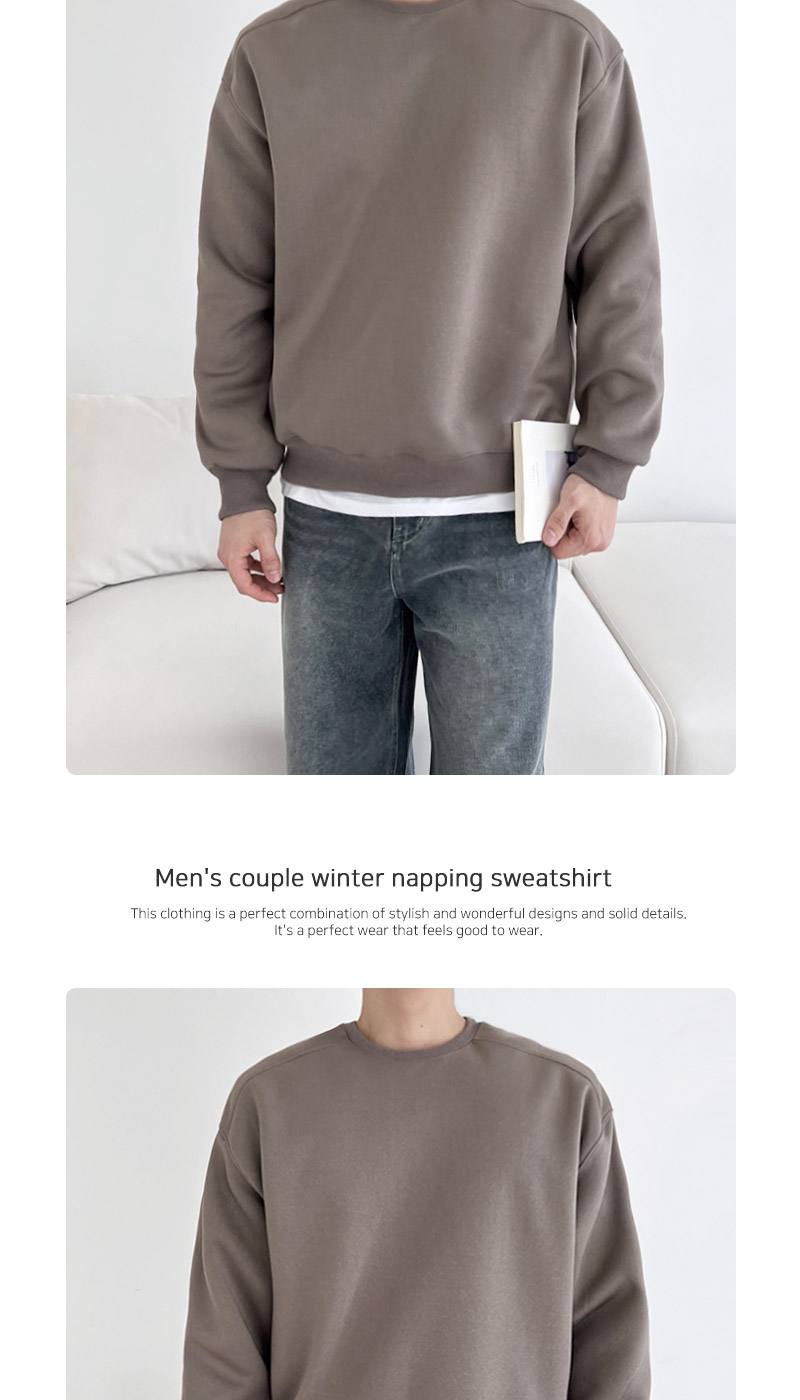 Men's couple winter napping sweatshirt
This clothing is a perfect combination of stylish and wonderful designs and solid details.
It's a perfect wear that feels good to wear.